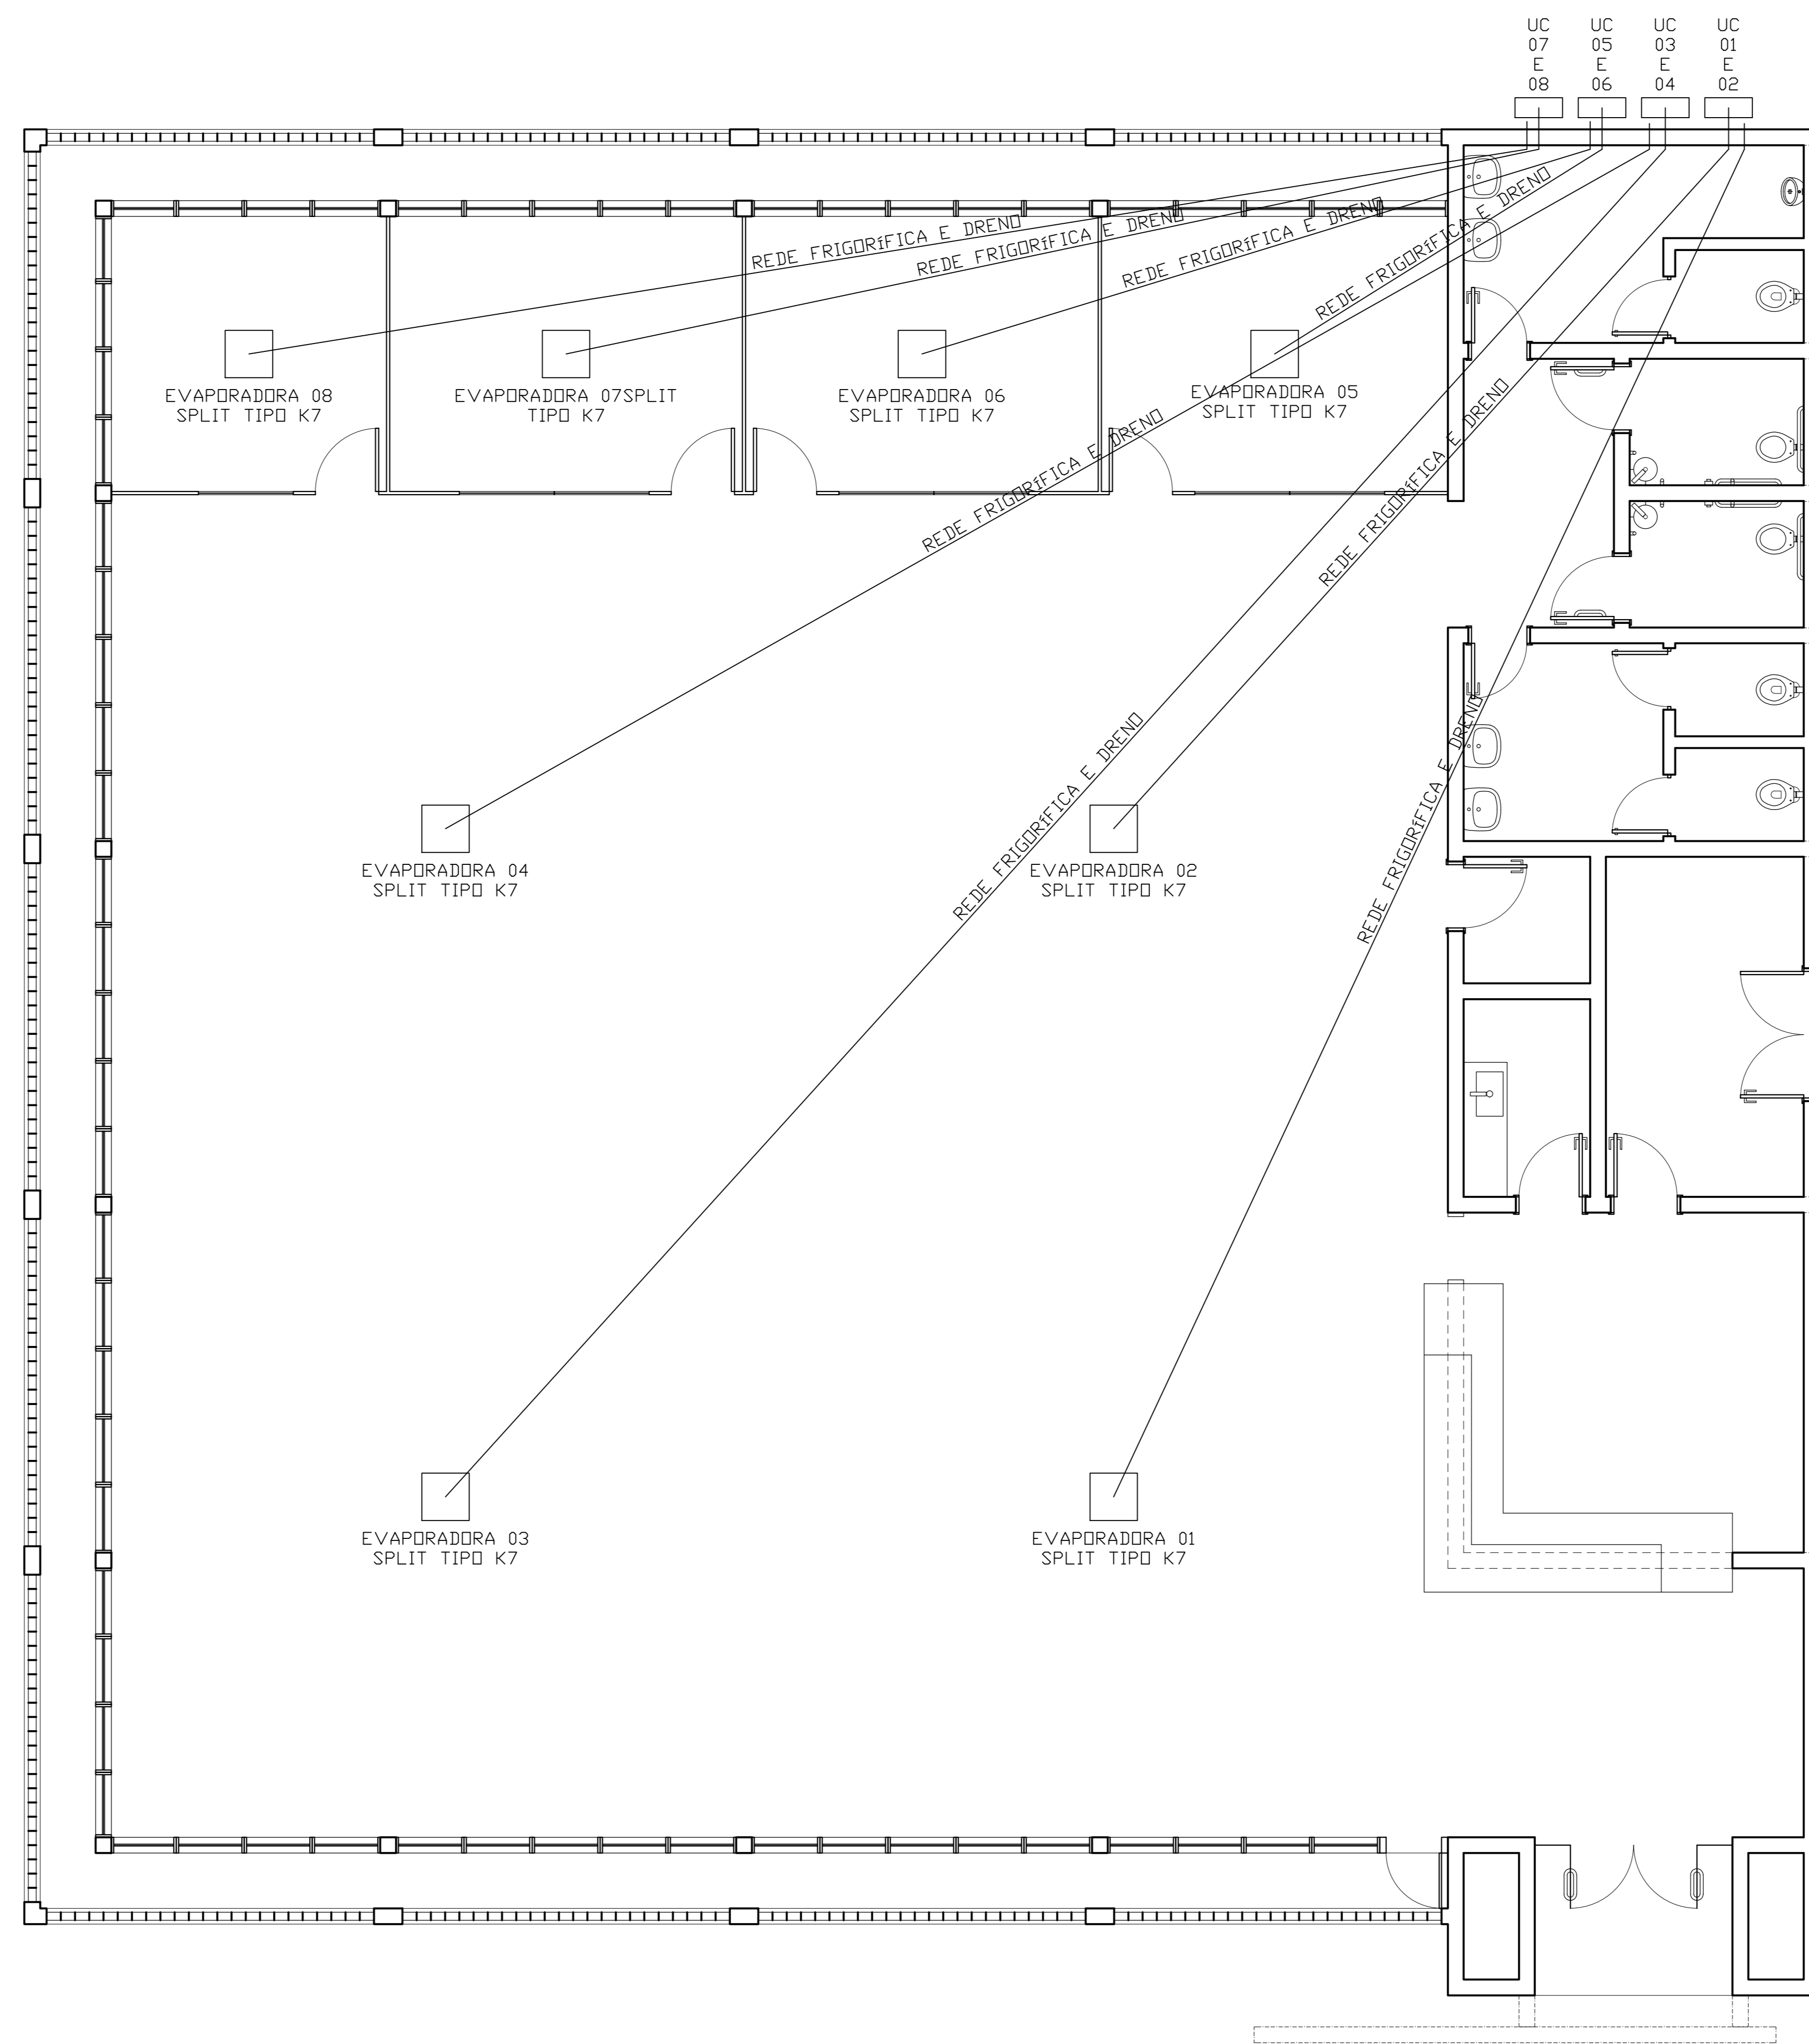 UC
07
E
08
UC
05
E
06
UC
03
E
04
UC
01
E
02
REDE FRIGORÍFICA E DRENO
REDE FRIGORÍFICA E DRENO
REDE FRIGORÍFICA E DRENO
REDE FRIGORÍFICA E DRENO
EVAPORADORA 08
SPLIT TIPO K7
EVAPORADORA 07SPLIT
TIPO K7
EVAPORADORA 06
SPLIT TIPO K7
EVAPORADORA 05
SPLIT TIPO K7
REDE FRIGORÍFICA E DRENO
REDE FRIGORÍFICA E DRENO
REDE FRIGORÍFICA E DRENO
REDE FRIGORÍFICA E DRENO
EVAPORADORA 04
SPLIT TIPO K7
EVAPORADORA 02
SPLIT TIPO K7
EVAPORADORA 03
SPLIT TIPO K7
EVAPORADORA 01
SPLIT TIPO K7